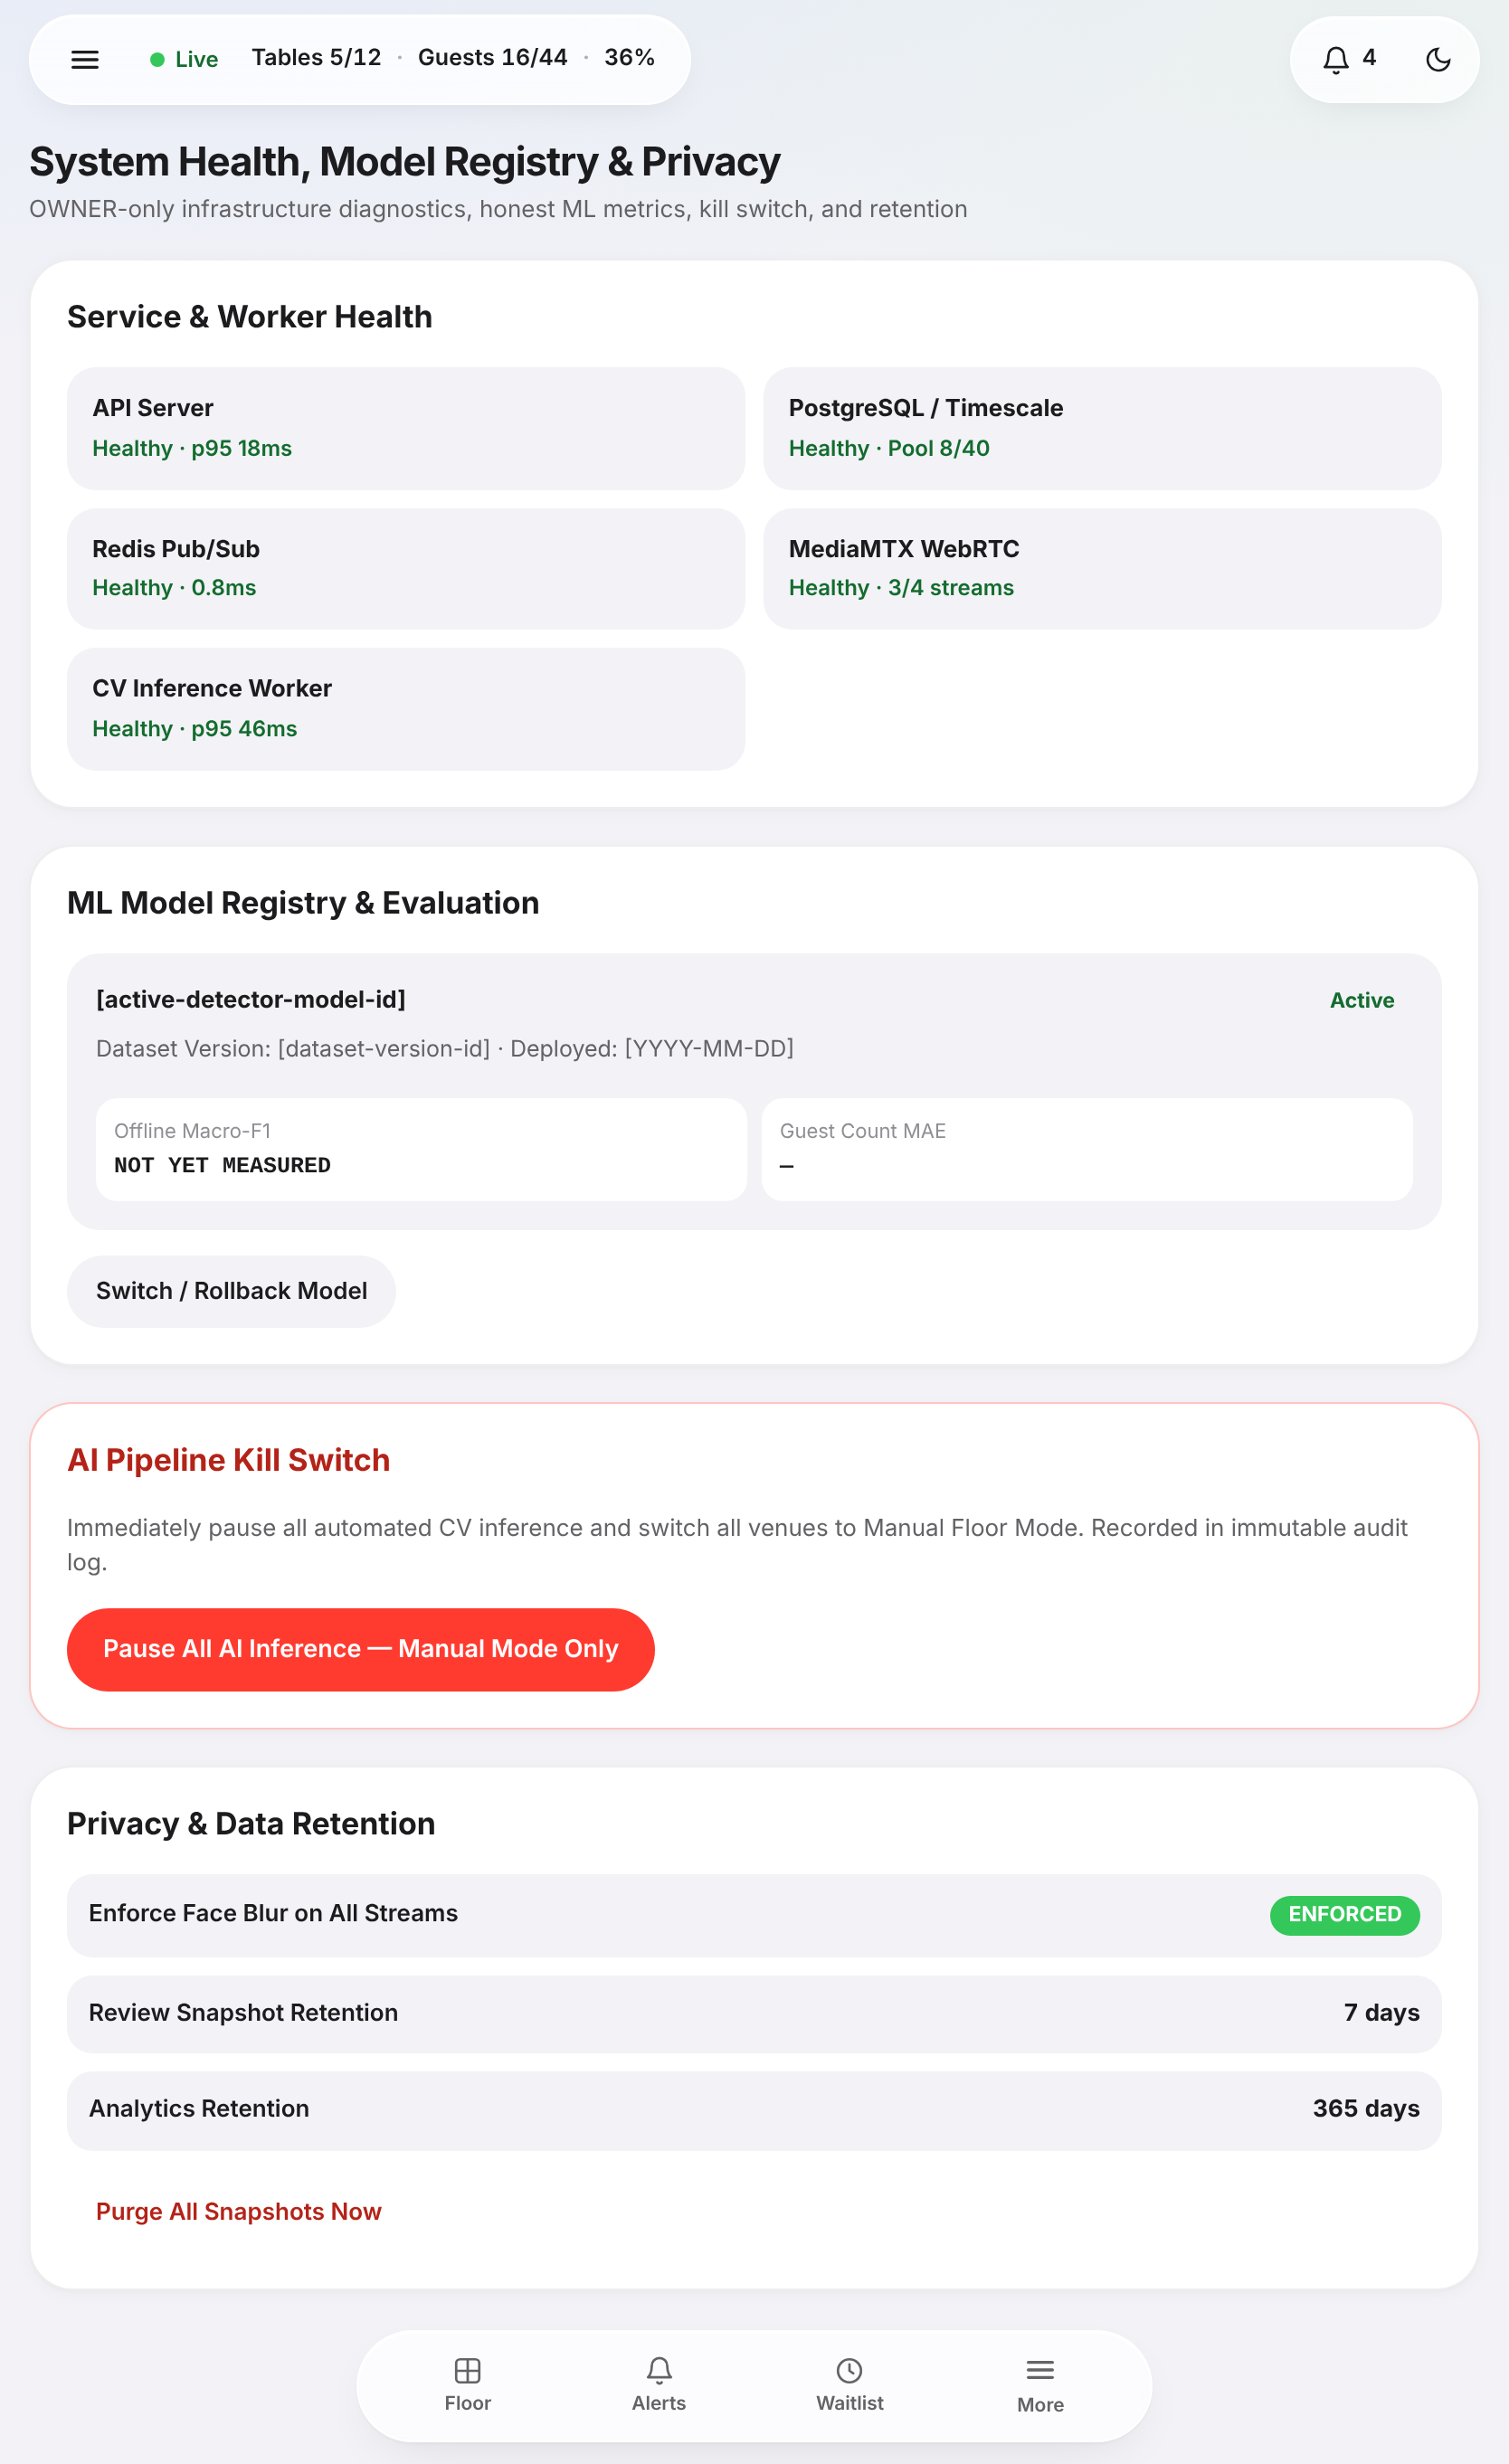 Live Tables 5/12 · Guests 16/44 · 36%
4
System Health, Model Registry & Privacy
OWNER-only infrastructure diagnostics, honest ML metrics, kill switch, and retention
Service & Worker Health
API Server
Healthy · p95 18ms
PostgreSQL / Timescale
Healthy · Pool 8/40
Redis Pub/Sub
Healthy · 0.8ms
MediaMTX WebRTC
Healthy · 3/4 streams
CV Inference Worker
Healthy · p95 46ms
ML Model Registry & Evaluation
[active-detector-model-id]
Active
Dataset Version: [dataset-version-id] · Deployed: [YYYY-MM-DD]
Offline Macro-F1
NOT YET MEASURED
Guest Count MAE
—
Switch / Rollback Model
AI Pipeline Kill Switch
Immediately pause all automated CV inference and switch all venues to Manual Floor Mode. Recorded in immutable audit
log.
Pause All AI Inference — Manual Mode Only
Privacy & Data Retention
Enforce Face Blur on All Streams
ENFORCED
Review Snapshot Retention
7 days
Analytics Retention
365 days
Purge All Snapshots Now
Floor
Alerts
Waitlist
More